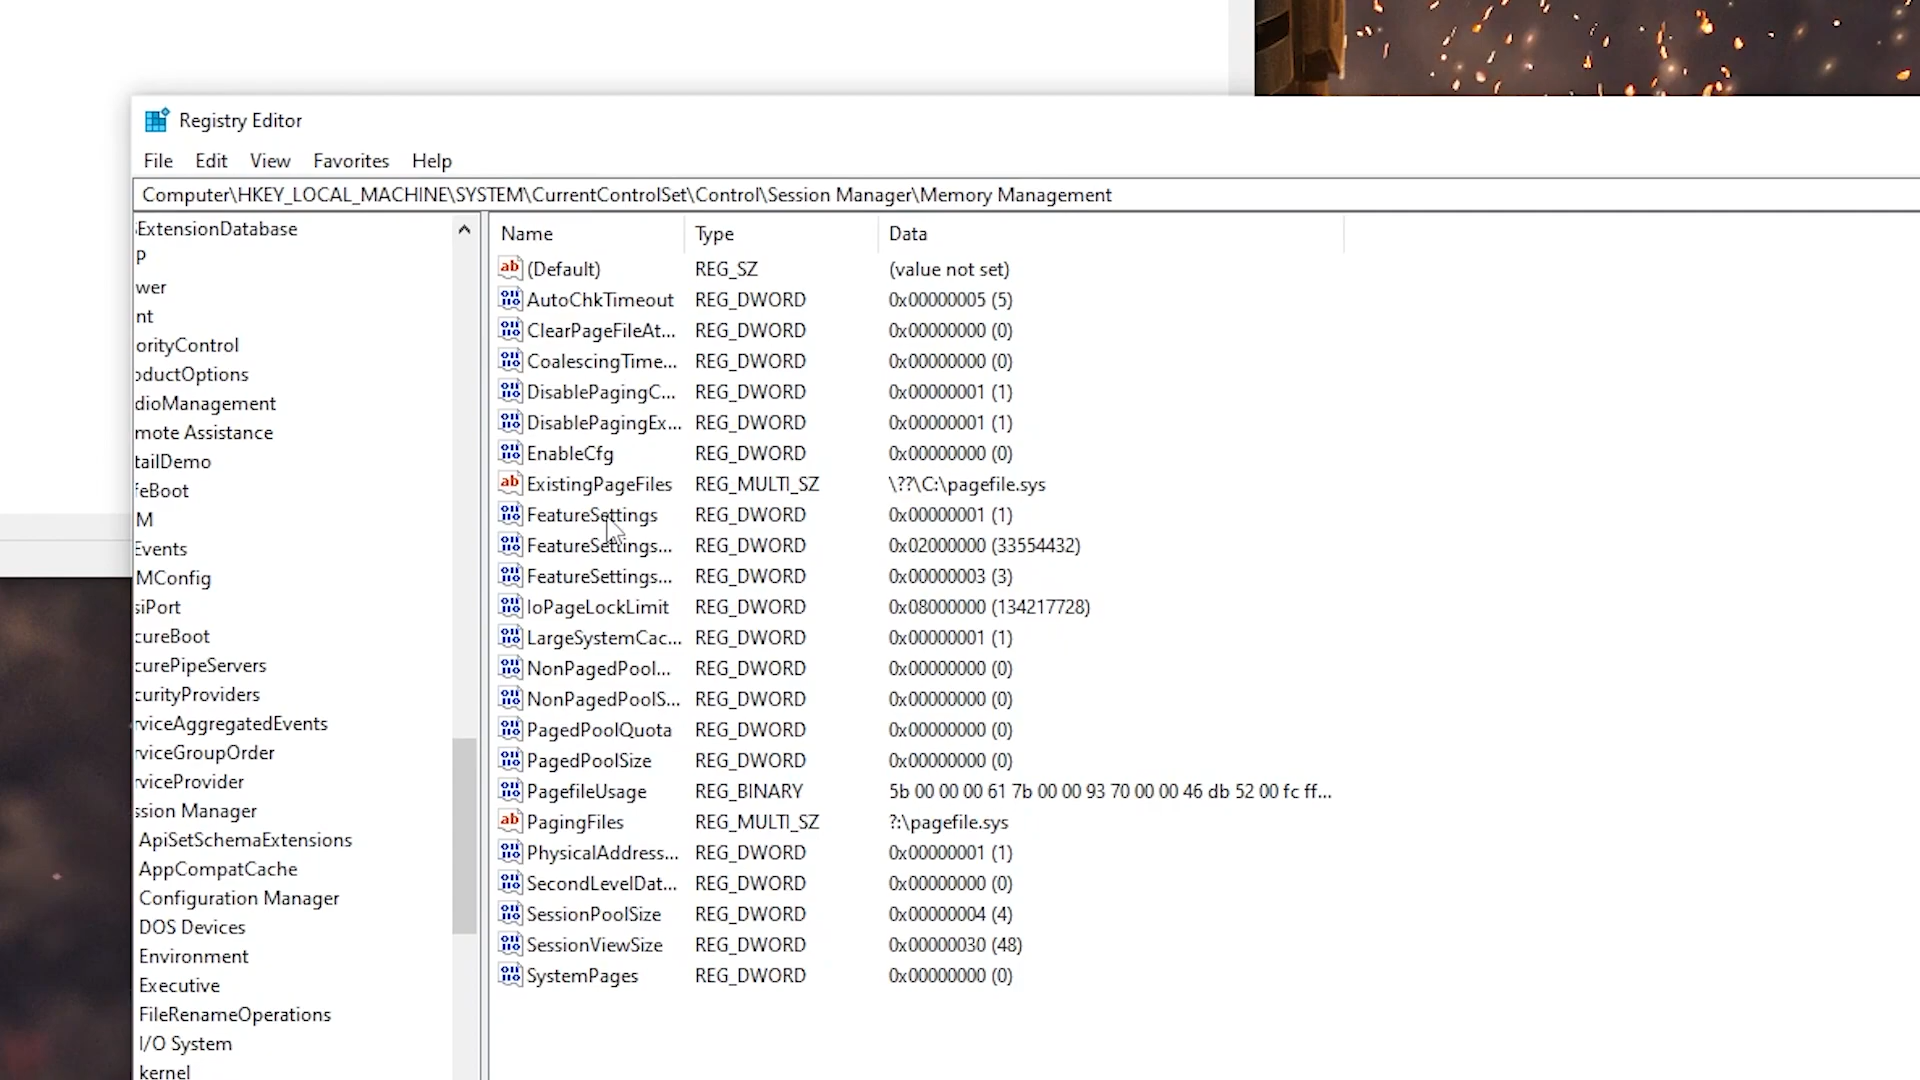 Registry Editor
File Edit View Favorites Help
Computer\HKEY_LOCAL_MACHINE\SYSTEM\CurrentControlSet\Control\Session Manager\Memory Management
ExtensionDatabase
P
wer
nt
orityControl
oductOptions
dioManagement
mote Assistance
tailDemo
feBoot
M
Events
MConfig
siPort
cureBoot
curePipeServers
curityProviders
rviceAggregatedEvents
rviceGroupOrder
rviceProvider
ssion Manager
ApiSetSchemaExtensions
AppCompatCache
Configuration Manager
DOS Devices
Environment
Executive
FileRenameOperations
I/O System
kernel
Name Type Data
(Default) REG_SZ (value not set)
AutoChkTimeout REG_DWORD 0x00000005 (5)
ClearPageFileAt... REG_DWORD 0x00000000 (0)
CoalescingTime... REG_DWORD 0x00000000 (0)
DisablePagingC... REG_DWORD 0x00000001 (1)
DisablePagingEx... REG_DWORD 0x00000001 (1)
EnableCfg REG_DWORD 0x00000000 (0)
ExistingPageFiles REG_MULTI_SZ \??\C:\pagefile.sys
FeatureSettings REG_DWORD 0x00000001 (1)
FeatureSettings... REG_DWORD 0x02000000 (33554432)
FeatureSettings... REG_DWORD 0x00000003 (3)
IoPageLockLimit REG_DWORD 0x08000000 (134217728)
LargeSystemCac... REG_DWORD 0x00000001 (1)
NonPagedPool... REG_DWORD 0x00000000 (0)
NonPagedPoolS... REG_DWORD 0x00000000 (0)
PagedPoolQuota REG_DWORD 0x00000000 (0)
PagedPoolSize REG_DWORD 0x00000000 (0)
PagefileUsage REG_BINARY 5b 00 00 00 61 7b 00 00 93 70 00 00 46 db 52 00 fc ff...
PagingFiles REG_MULTI_SZ ?:\pagefile.sys
PhysicalAddress... REG_DWORD 0x00000001 (1)
SecondLevelDat... REG_DWORD 0x00000000 (0)
SessionPoolSize REG_DWORD 0x00000004 (4)
SessionViewSize REG_DWORD 0x00000030 (48)
SystemPages REG_DWORD 0x00000000 (0)